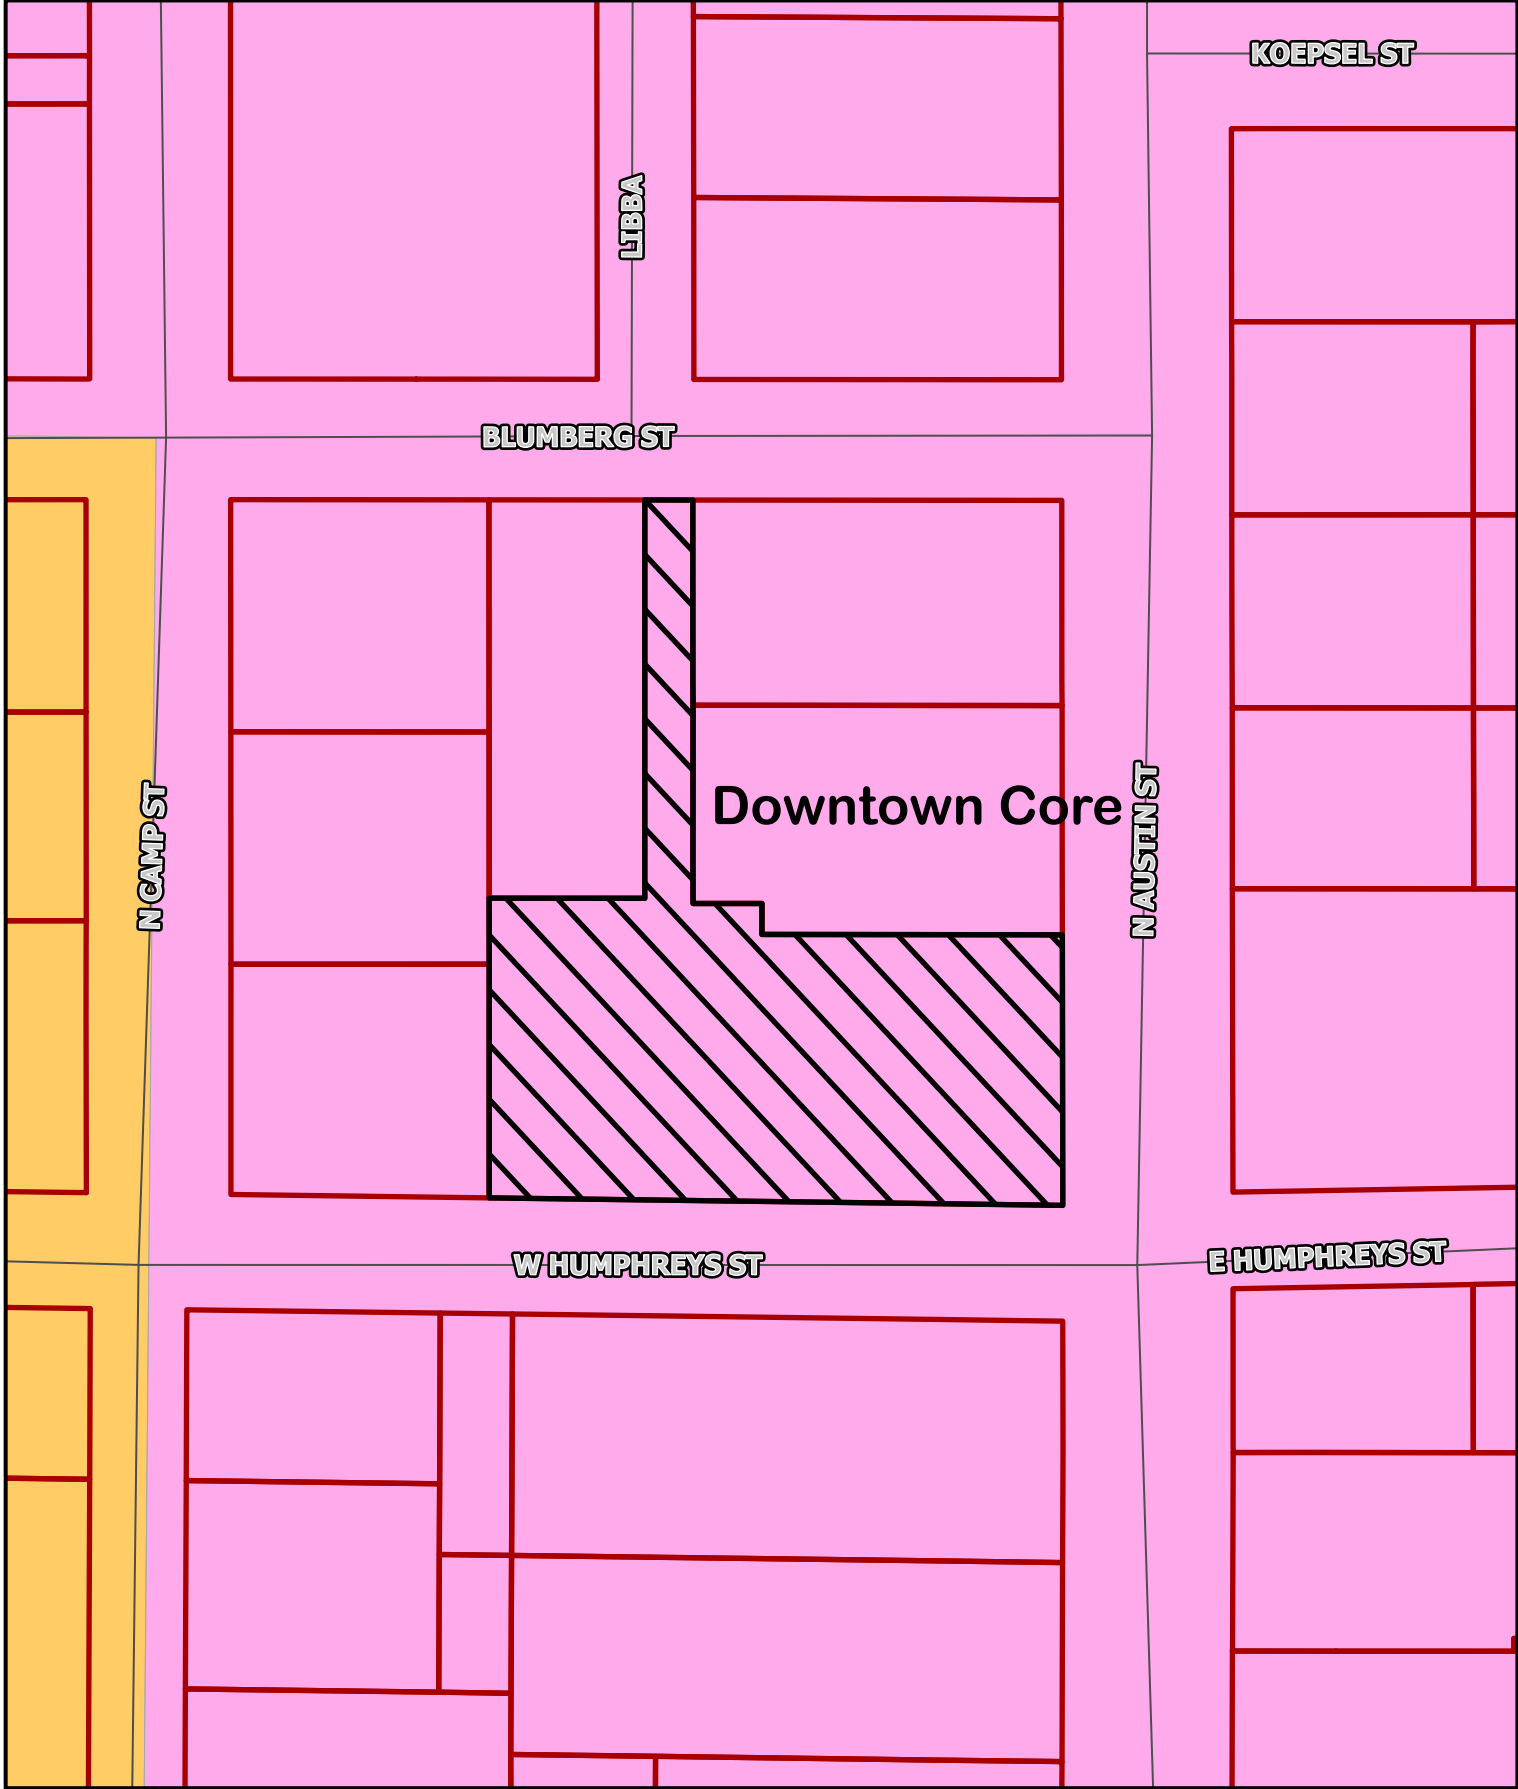 KOEPSEL ST
LIBBA
BLUMBERG ST
N CAMP ST
Downtown Core
N AUSTIN ST
W HUMPHREYS ST
E HUMPHREYS ST